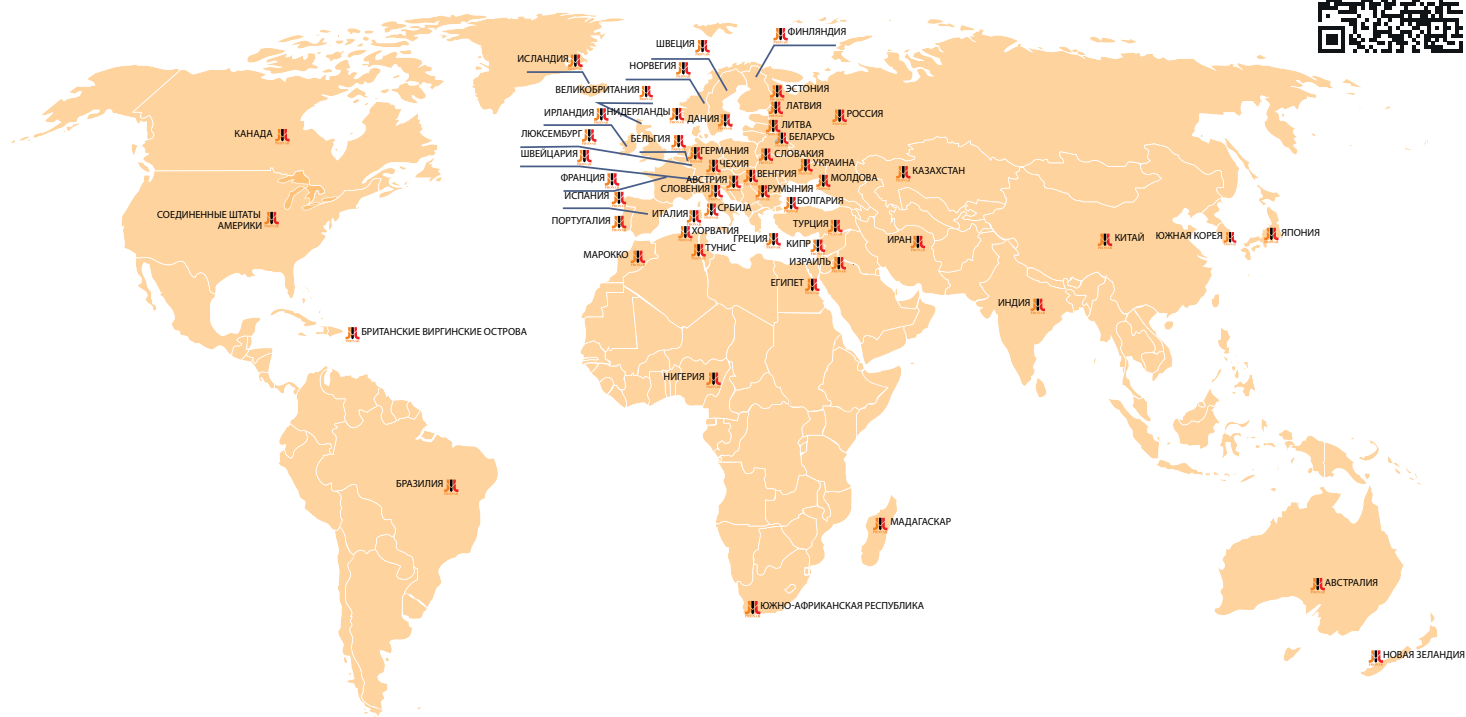 ФИНЛЯНДИЯ
ШВЕЦИЯ
ИСЛАНДИЯ
НОРВЕГИЯ
ВЕЛИКОБРИТАНИЯ
ЭСТОНИЯ
ЛАТВИЯ
ИРЛАНДИЯ
НИДЕРЛАНДЫ
ДАНИЯ
РОССИЯ
ЛИТВА
КАНАДА
ЛЮКСЕМБУРГ
БЕЛЬГИЯ
БЕЛАРУСЬ
ШВЕЙЦАРИЯ
ГЕРМАНИЯ
СЛОВАКИЯ
ЧЕХИЯ
УКРАИНА
КАЗАХСТАН
ФРАНЦИЯ
АВСТРИЯ
ВЕНГРИЯ
МОЛДОВА
СЛОВЕНИЯ
РУМЫНИЯ
ИСПАНИЯ
БОЛГАРИЯ
СРБИJА
СОЕДИНЕННЫЕ ШТАТЫ
АМЕРИКИ
ИТАЛИЯ
ПОРТУГАЛИЯ
ТУРЦИЯ
ХОРВАТИЯ
ГРЕЦИЯ
КИПР
ИРАН
КИТАЙ
ЮЖНАЯ КОРЕЯ
ЯПОНИЯ
ТУНИС
МАРОККО
ИЗРАИЛЬ
ЕГИПЕТ
ИНДИЯ
БРИТАНСКИЕ ВИРГИНСКИЕ ОСТРОВА
НИГЕРИЯ
БРАЗИЛИЯ
МАДАГАСКАР
АВСТРАЛИЯ
ЮЖНО-АФРИКАНСКАЯ РЕСПУБЛИКА
НОВАЯ ЗЕЛАНДИЯ